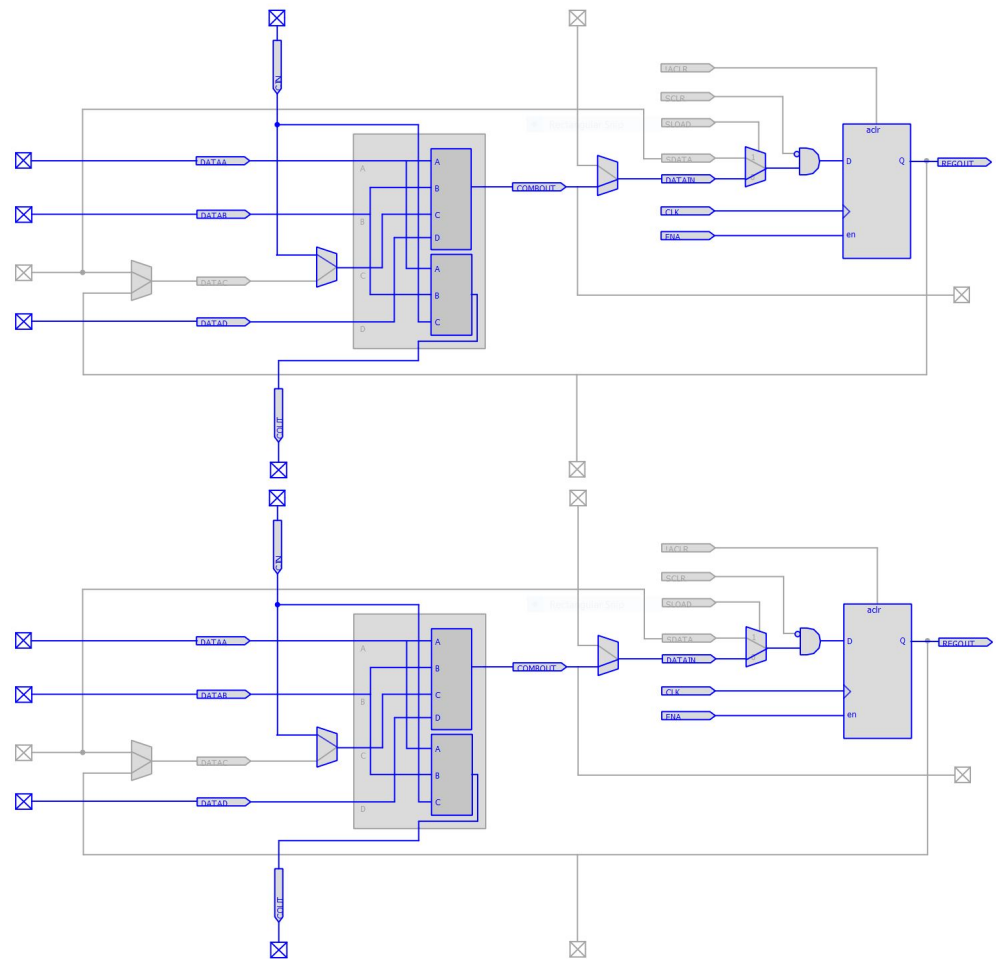 CIN
!ACLR
SCLR
SLOAD
aclr
DATAA
A
A
SDATA
D
Q
REGOUT
B
COMBOUT
DATAIN
DATAB
B
C
CLK
D
ENA
en
C
DATAC
A
B
DATAD
D
C
COUT
CIN
!ACLR
SCLR
SLOAD
aclr
DATAA
A
A
SDATA
D
Q
REGOUT
B
COMBOUT
DATAIN
DATAB
B
C
CLK
D
ENA
en
C
DATAC
A
B
DATAD
D
C
COUT